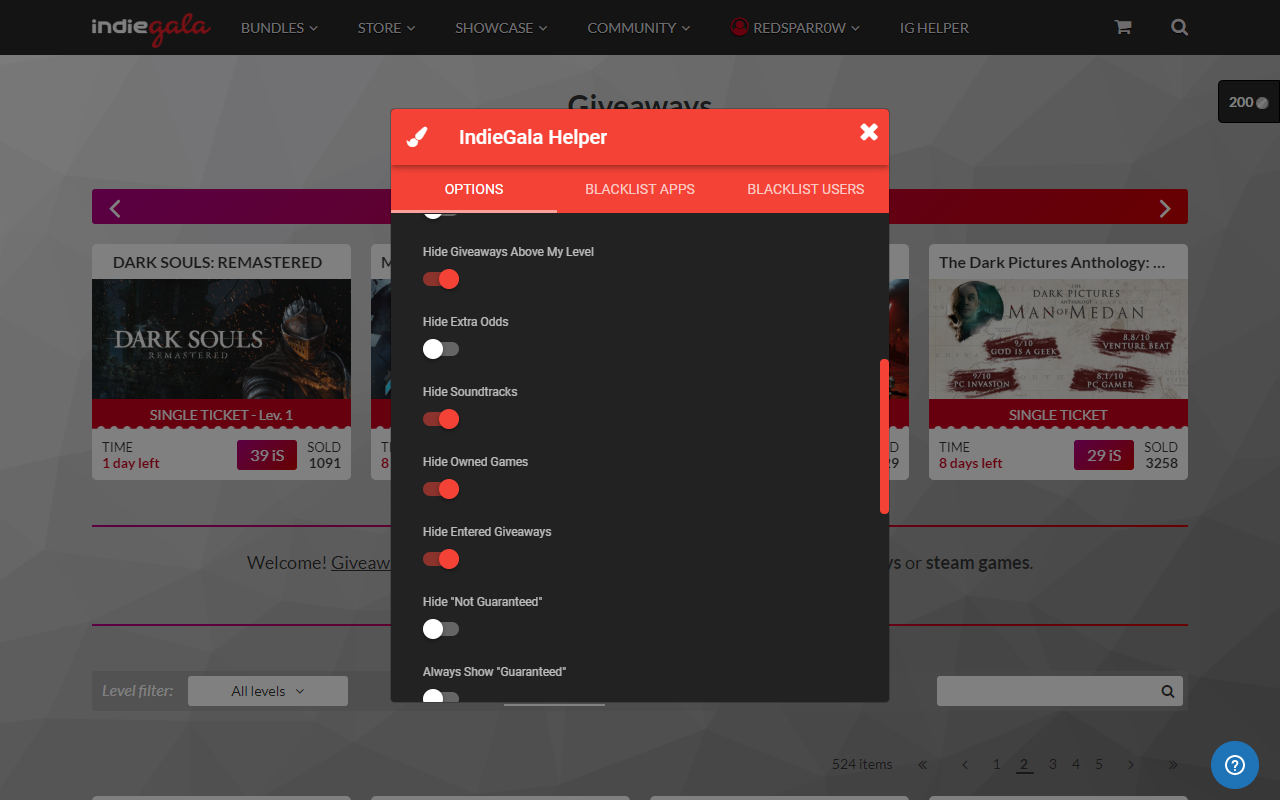 indiegala
BUNDLES
STORE
SHOWCASE
COMMUNITY
REDSPARR0W
IG HELPER
Giveaways
200
IndieGala Helper
OPTIONS
BLACKLIST APPS
BLACKLIST USERS
Hide Giveaways Above My Level
Hide Extra Odds
Hide Soundtracks
Hide Owned Games
Hide Entered Giveaways
Hide "Not Guaranteed"
Always Show "Guaranteed"
DARK SOULS: REMASTERED
DARK SOULS
REMASTERED
SINGLE TICKET - Lev. 1
TIME
1 day left
39 iS
SOLD
1091
M
T
8
9
The Dark Pictures Anthology: ...
THE
DARK PICTURES
ANTHOLOGY
MAN OF MEDAN
9/10
GOD IS A GEEK
8.8/10
VENTURE BEAT
9/10
PC INVASION
8.1/10
PC GAMER
SINGLE TICKET
TIME
8 days left
29 iS
SOLD
3258
Welcome! Giveaw
s or steam games.
Level filter:
All levels
524 items
« ‹ 1 2 3 4 5 › »